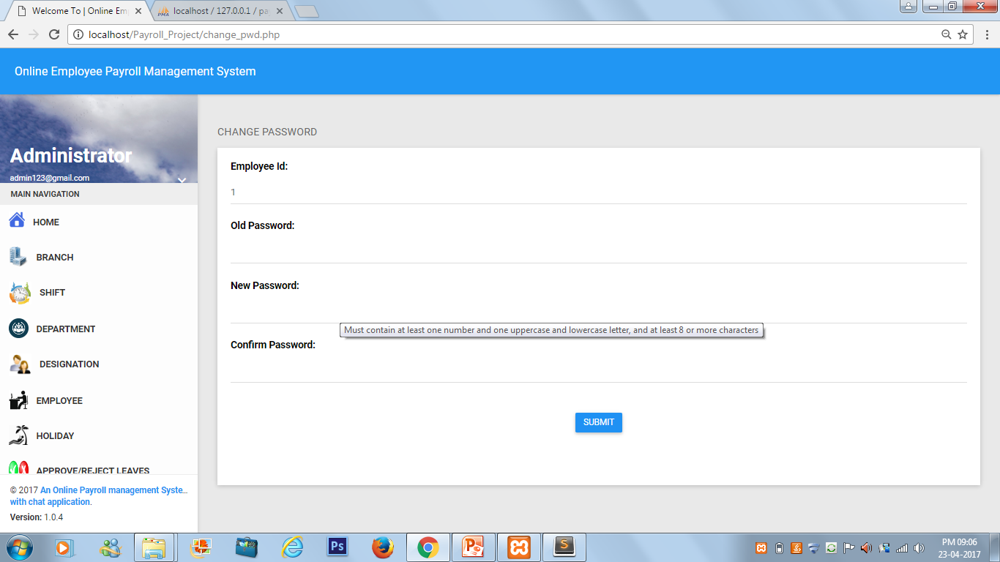 Welcome To | Online Em
localhost / 127.0.0.1 / pa
localhost/Payroll_Project/change_pwd.php
Online Employee Payroll Management System
Administrator
admin123@gmail.com
MAIN NAVIGATION
HOME
BRANCH
SHIFT
DEPARTMENT
DESIGNATION
EMPLOYEE
HOLIDAY
APPROVE/REJECT LEAVES
© 2017 An Online Payroll management Syste...
with chat application.
Version: 1.0.4
CHANGE PASSWORD
Employee Id:
1
Old Password:
New Password:
Must contain at least one number and one uppercase and lowercase letter, and at least 8 or more characters
Confirm Password:
SUBMIT
Ps
PM 09:06
23-04-2017